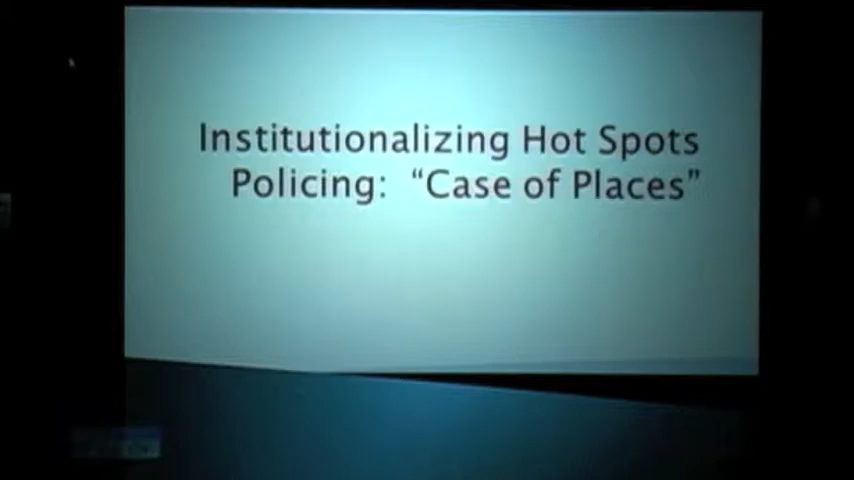 Institutionalizing Hot Spots
Policing: “Case of Places”